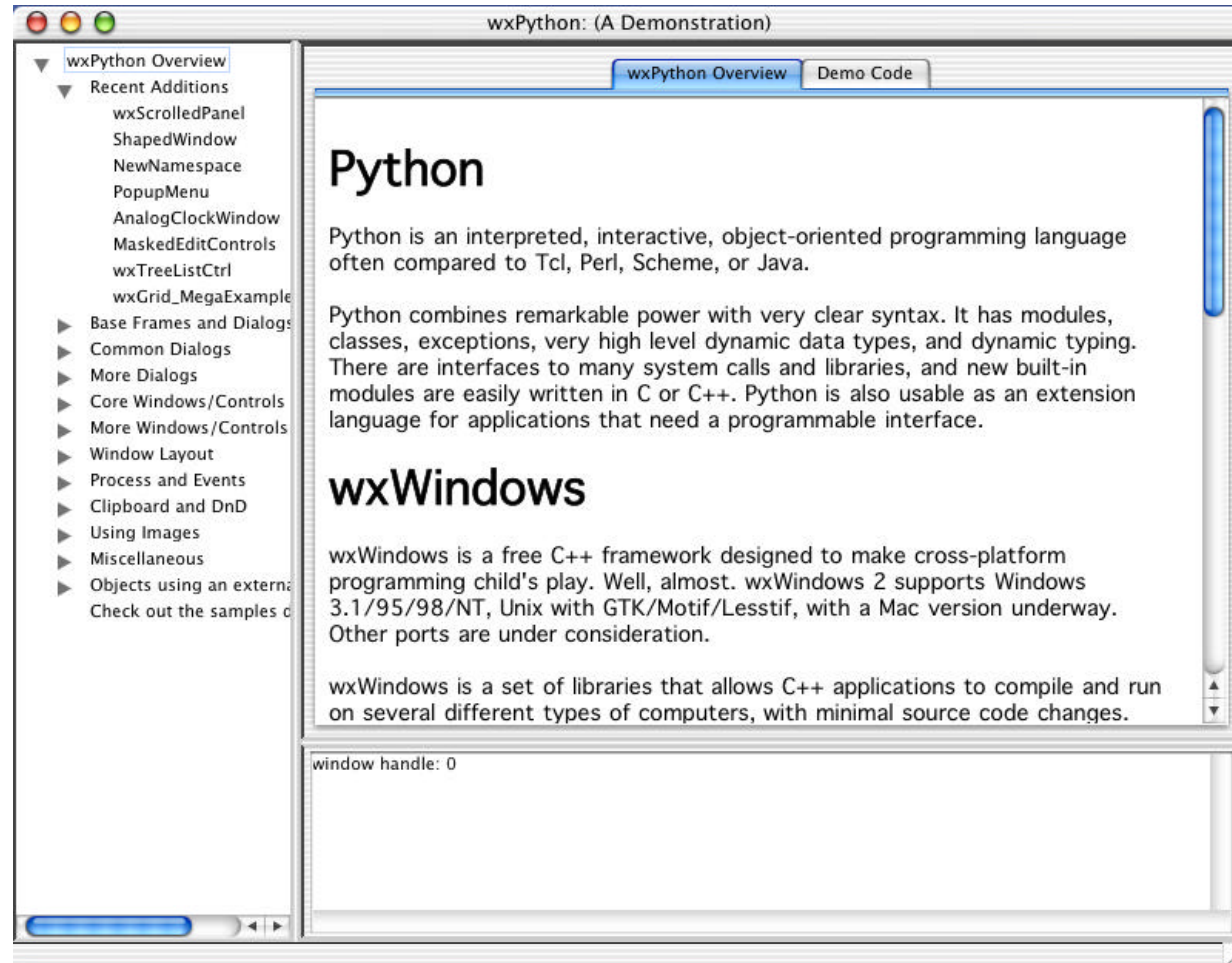 wxPython: (A Demonstration)
wxPython Overview
Recent Additions
wxScrolledPanel
ShapedWindow
NewNamespace
PopupMenu
AnalogClockWindow
MaskedEditControls
wxTreeListCtrl
wxGrid_MegaExample
Base Frames and Dialogs
Common Dialogs
More Dialogs
Core Windows/Controls
More Windows/Controls
Window Layout
Process and Events
Clipboard and DnD
Using Images
Miscellaneous
Objects using an externa
Check out the samples d
wxPython Overview
Demo Code
Python
Python is an interpreted, interactive, object-oriented programming language
often compared to Tcl, Perl, Scheme, or Java.
Python combines remarkable power with very clear syntax. It has modules,
classes, exceptions, very high level dynamic data types, and dynamic typing.
There are interfaces to many system calls and libraries, and new built-in
modules are easily written in C or C++. Python is also usable as an extension
language for applications that need a programmable interface.
wxWindows
wxWindows is a free C++ framework designed to make cross-platform
programming child's play. Well, almost. wxWindows 2 supports Windows
3.1/95/98/NT, Unix with GTK/Motif/Lesstif, with a Mac version underway.
Other ports are under consideration.
wxWindows is a set of libraries that allows C++ applications to compile and run
on several different types of computers, with minimal source code changes.
window handle: 0